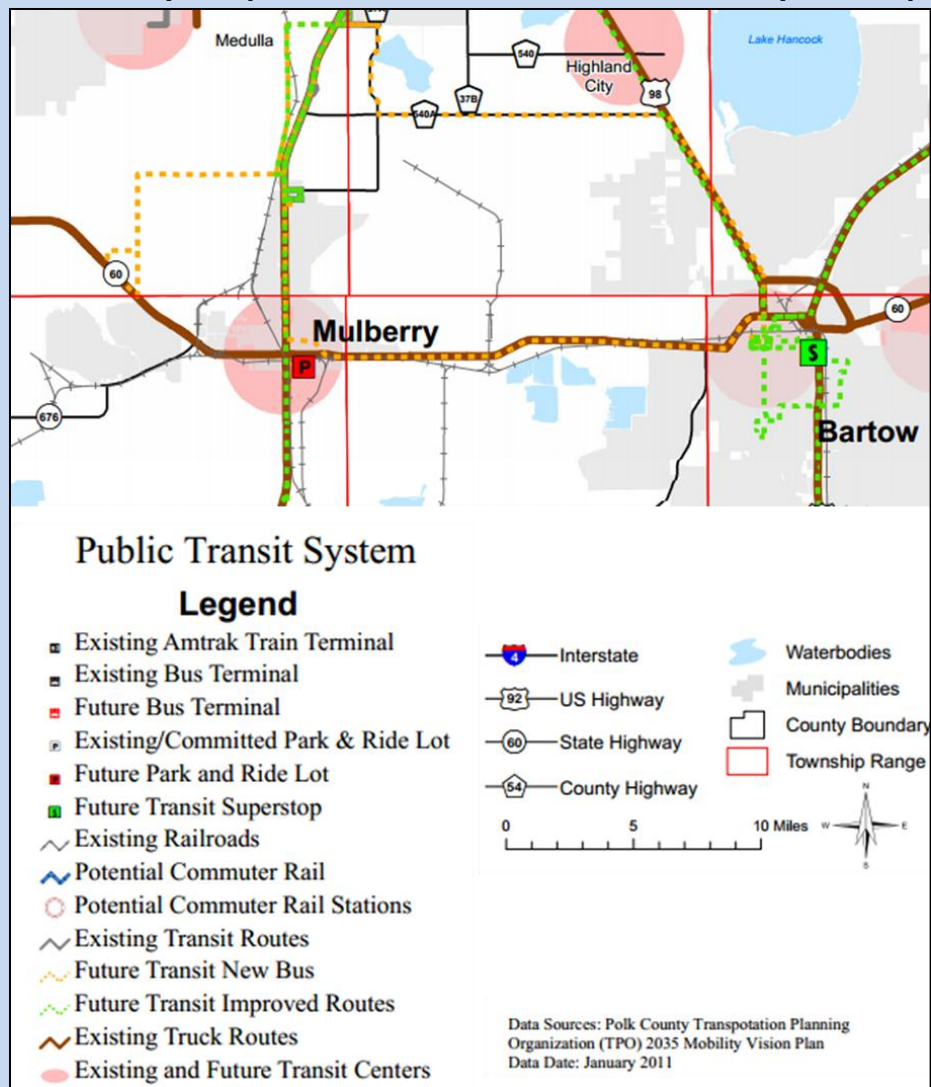 Medulla
540
Lake Hancock
Highland
City
37B
98
540A
60
60
Mulberry
P
S
676
Bartow
Public Transit System
Legend
Existing Amtrak Train Terminal
Existing Bus Terminal
Future Bus Terminal
Existing/Committed Park & Ride Lot
Future Park and Ride Lot
Future Transit Superstop
Existing Railroads
Potential Commuter Rail
Potential Commuter Rail Stations
Existing Transit Routes
Future Transit New Bus
Future Transit Improved Routes
Existing Truck Routes
Existing and Future Transit Centers
4 Interstate
92 US Highway
60 State Highway
54 County Highway
Waterbodies
Municipalities
County Boundary
Township Range
0 5 10 Miles
N
W E
S
Data Sources: Polk County Transpotation Planning
Organization (TPO) 2035 Mobility Vision Plan
Data Date: January 2011